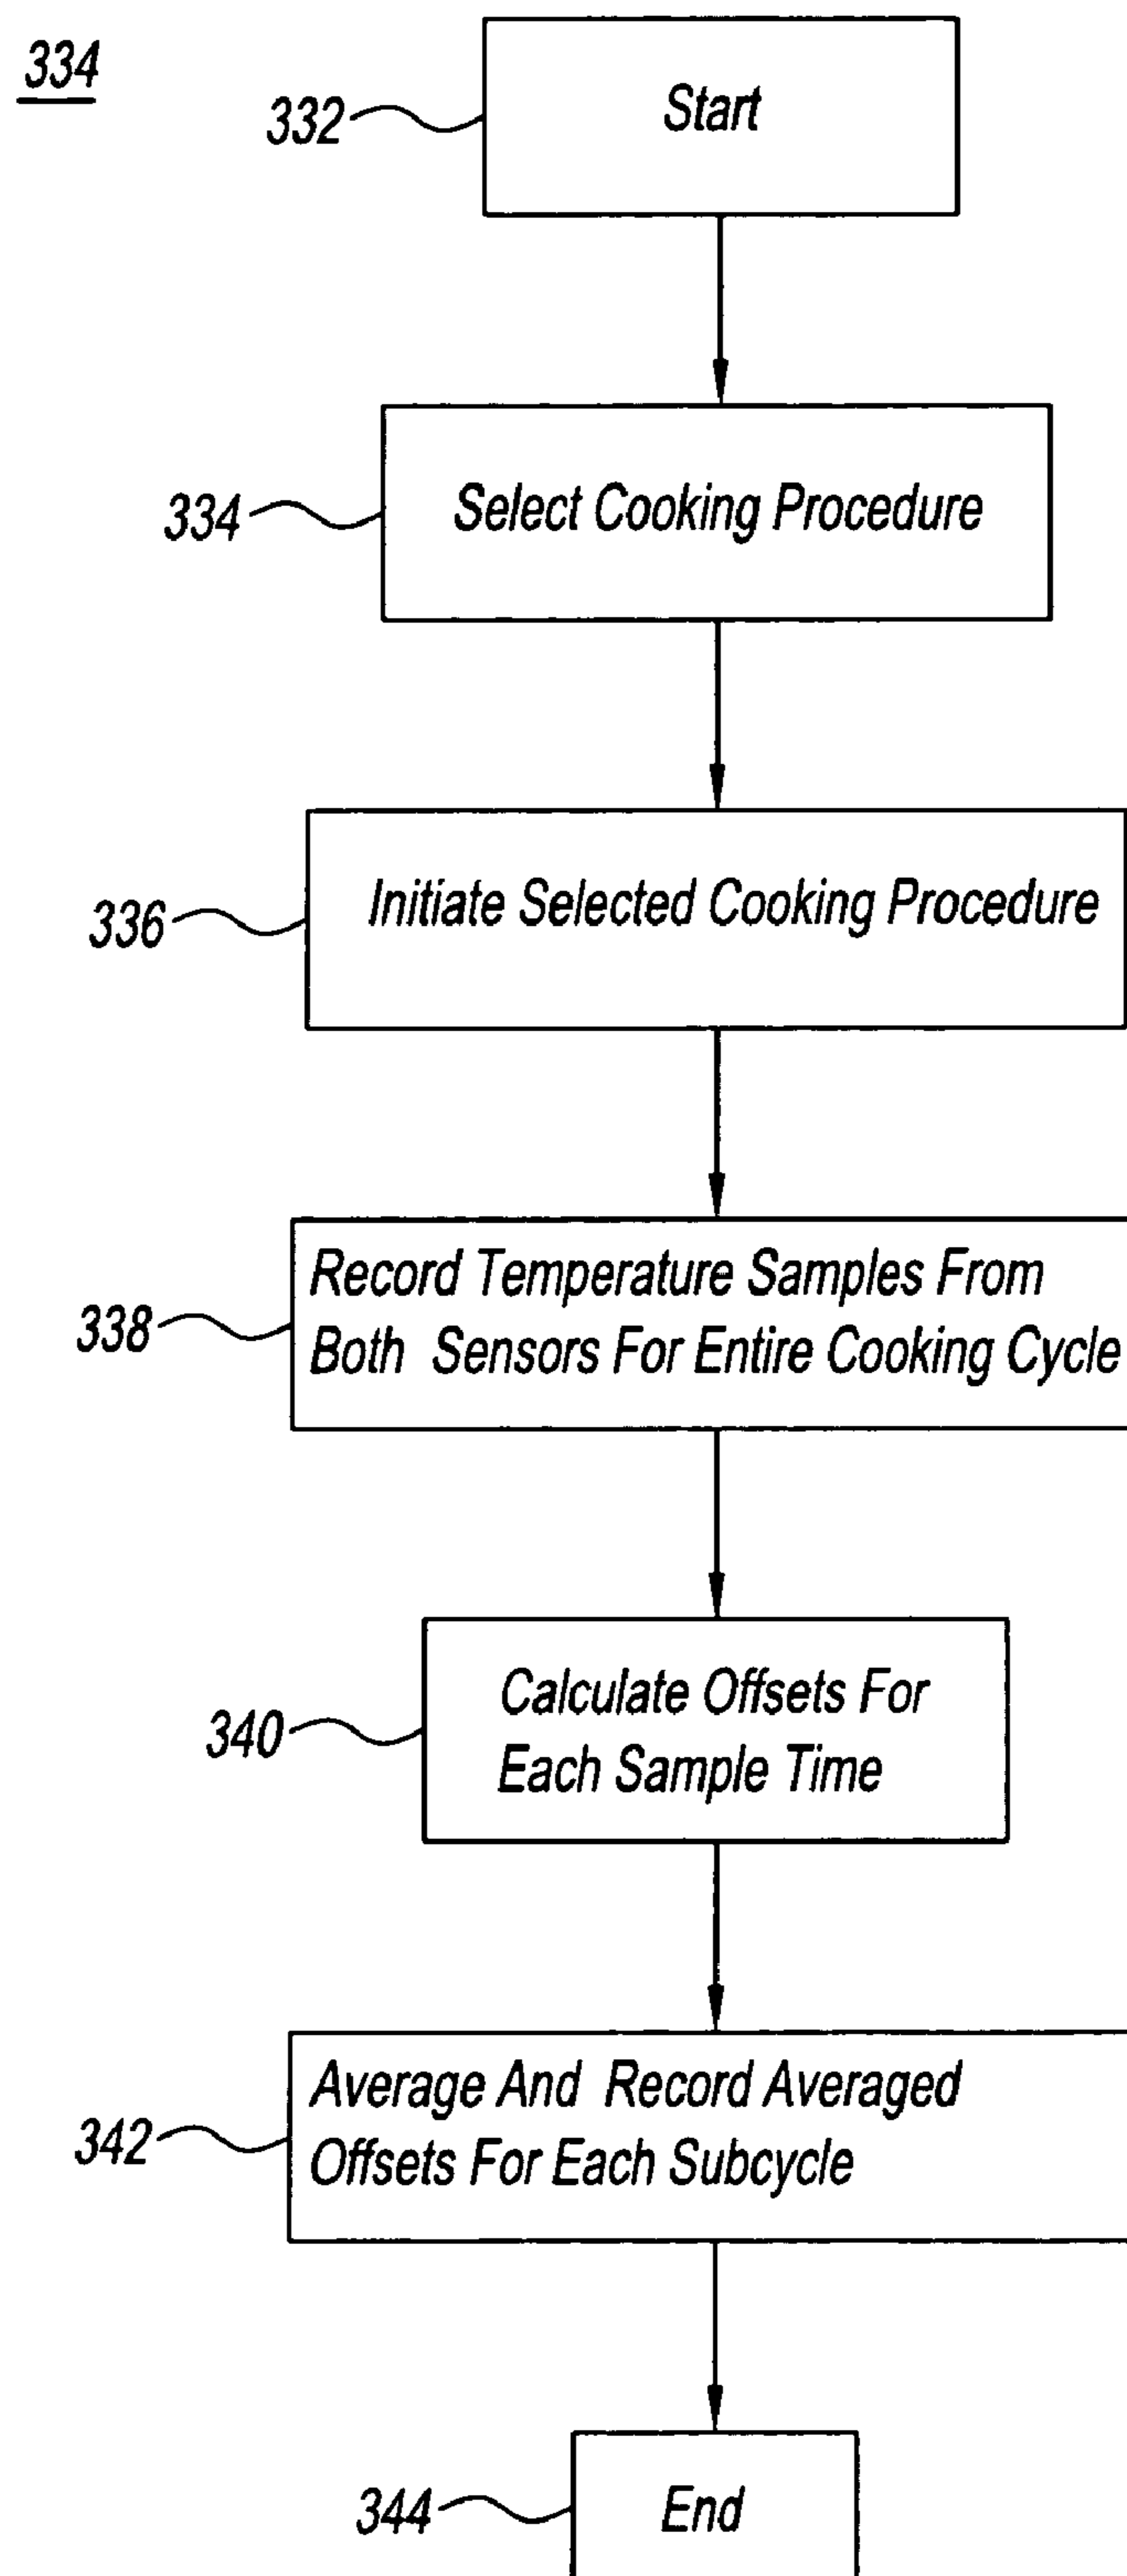 334
332
Start
334
Select Cooking Procedure
336
Initiate Selected Cooking Procedure
338
Record Temperature Samples From
Both Sensors For Entire Cooking Cycle
340
Calculate Offsets For
Each Sample Time
342
Average And Record Averaged
Offsets For Each Subcycle
344
End